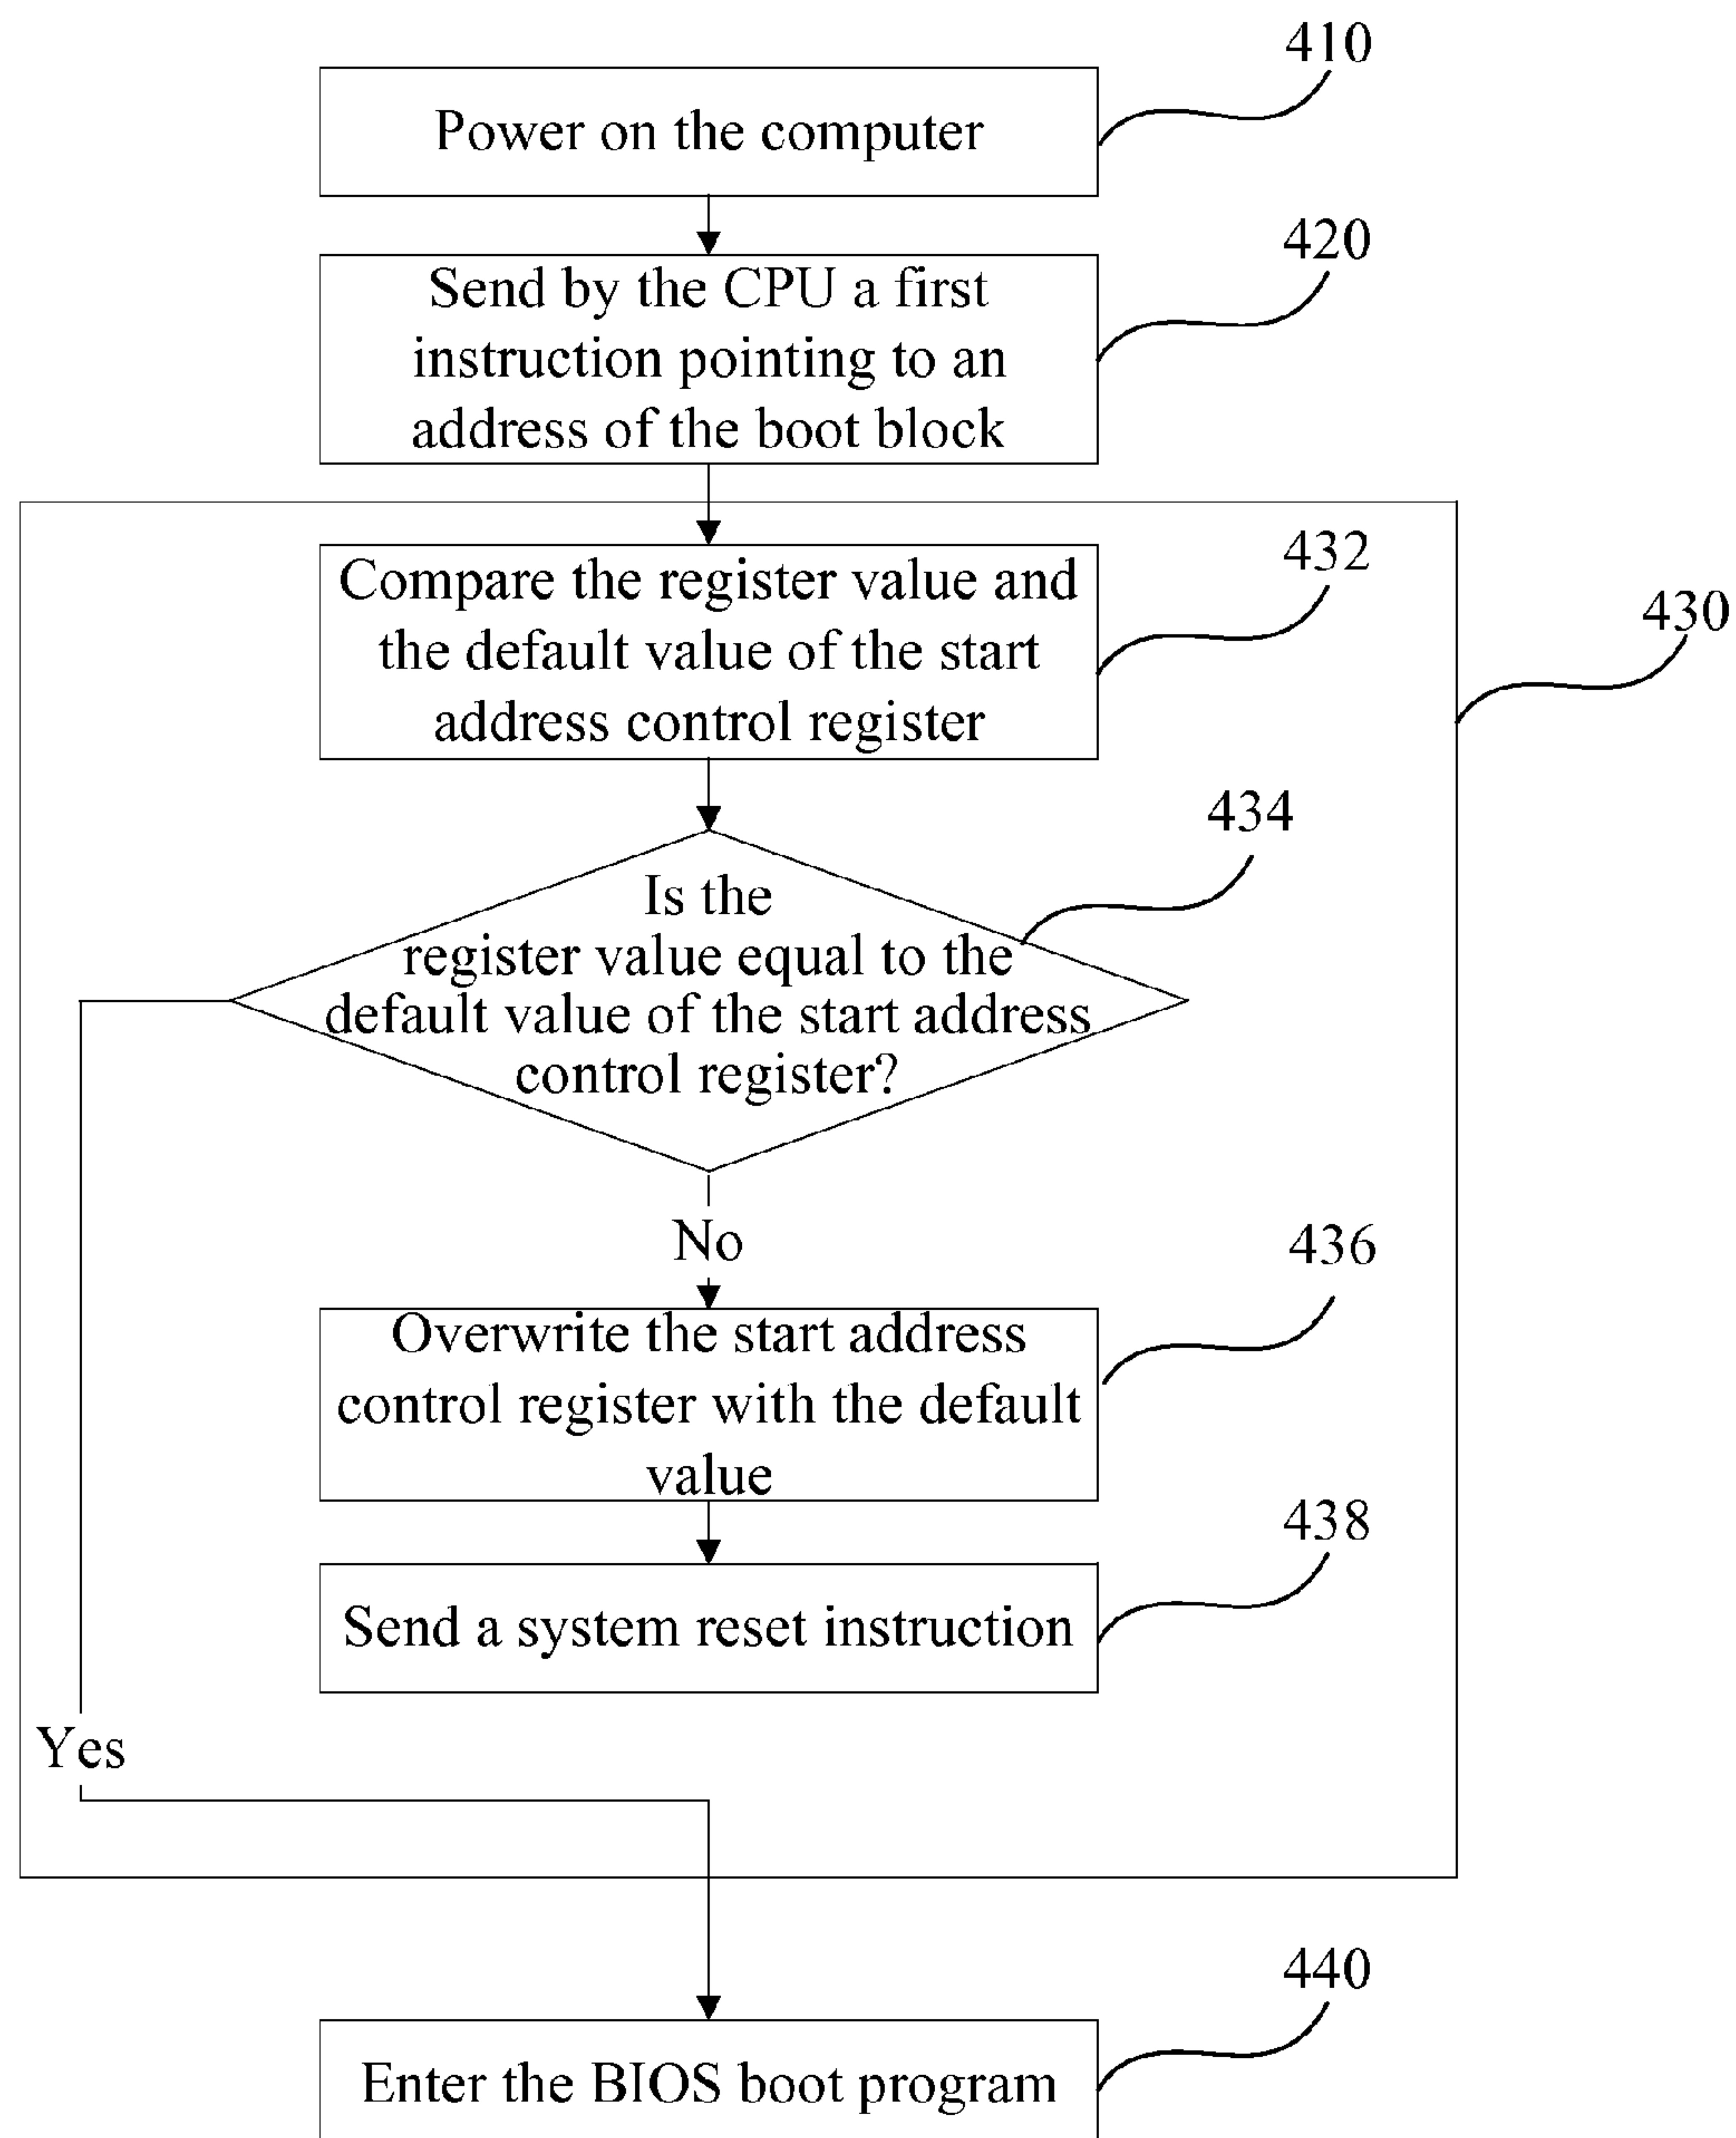 410
Power on the computer
420
Send by the CPU a first
instruction pointing to an
address of the boot block
432
Compare the register value and
the default value of the start
address control register
430
434
Is the
register value equal to the
default value of the start address
control register?
No
436
Overwrite the start address
control register with the default
value
438
Send a system reset instruction
Yes
440
Enter the BIOS boot program